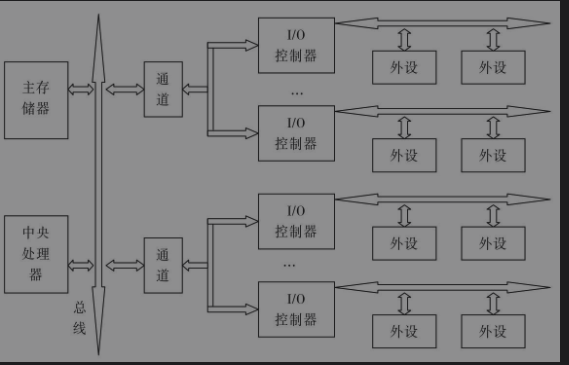 I/O
控制器
外设
外设
主存
储器
通
道
...
I/O
控制器
外设
外设
中央
处理
器
总
线
通
道
I/O
控制器
外设
外设
...
I/O
控制器
外设
外设